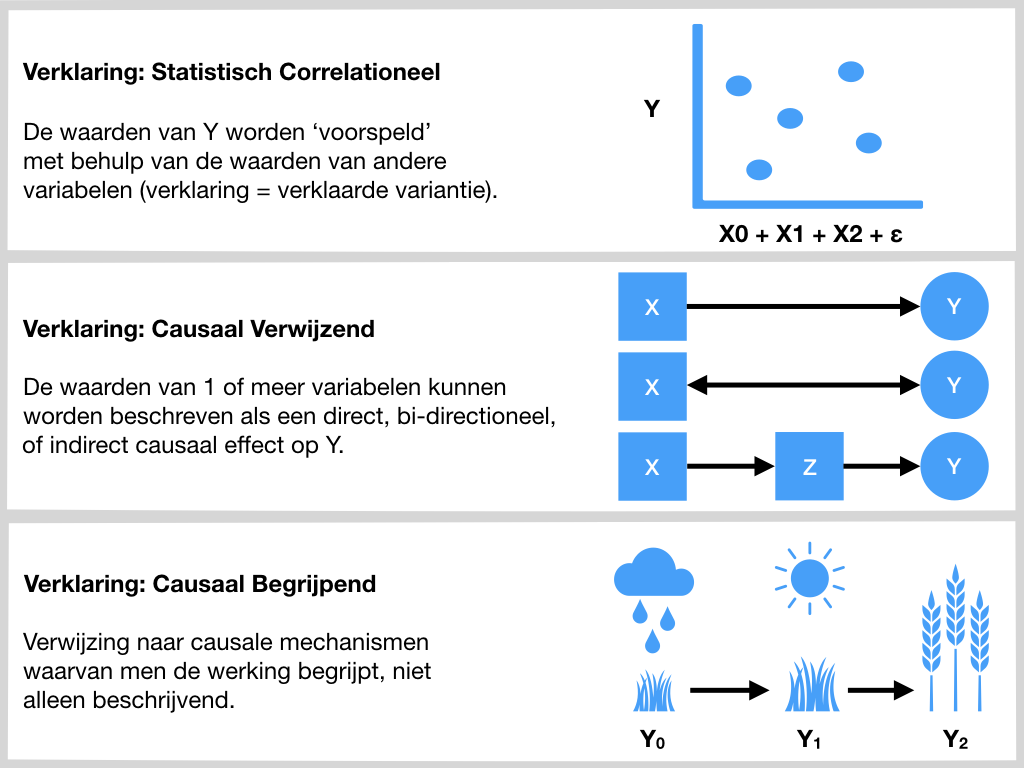 Verklaring: Statistisch Correlationeel
De waarden van Y worden ‘voorspeld’
met behulp van de waarden van andere
variabelen (verklaring = verklaarde variantie).
Y
X0 + X1 + X2 + ε
Verklaring: Causaal Verwijzend
De waarden van 1 of meer variabelen kunnen
worden beschreven als een direct, bi-directioneel,
of indirect causaal effect op Y.
X Y
X Y
X Z Y
Verklaring: Causaal Begrijpend
Verwijzing naar causale mechanismen
waarvan men de werking begrijpt, niet
alleen beschrijvend.
Y₀ Y₁ Y₂